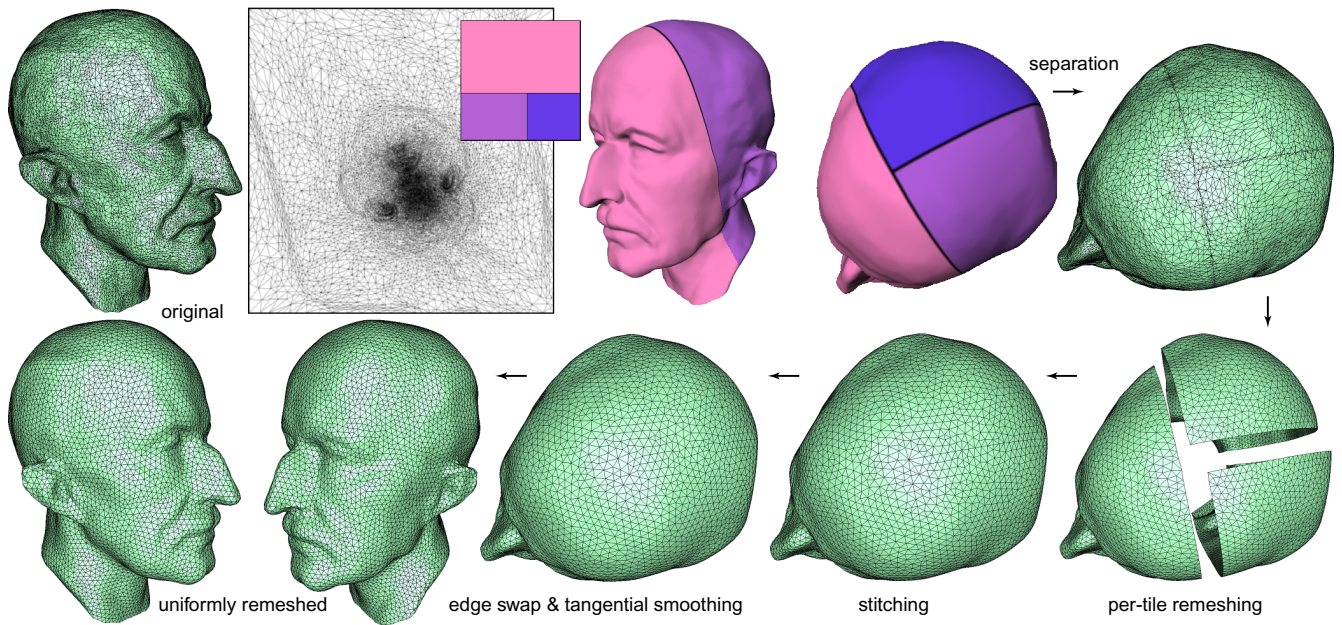 separation
original
uniformly remeshed
edge swap & tangential smoothing
stitching
per-tile remeshing